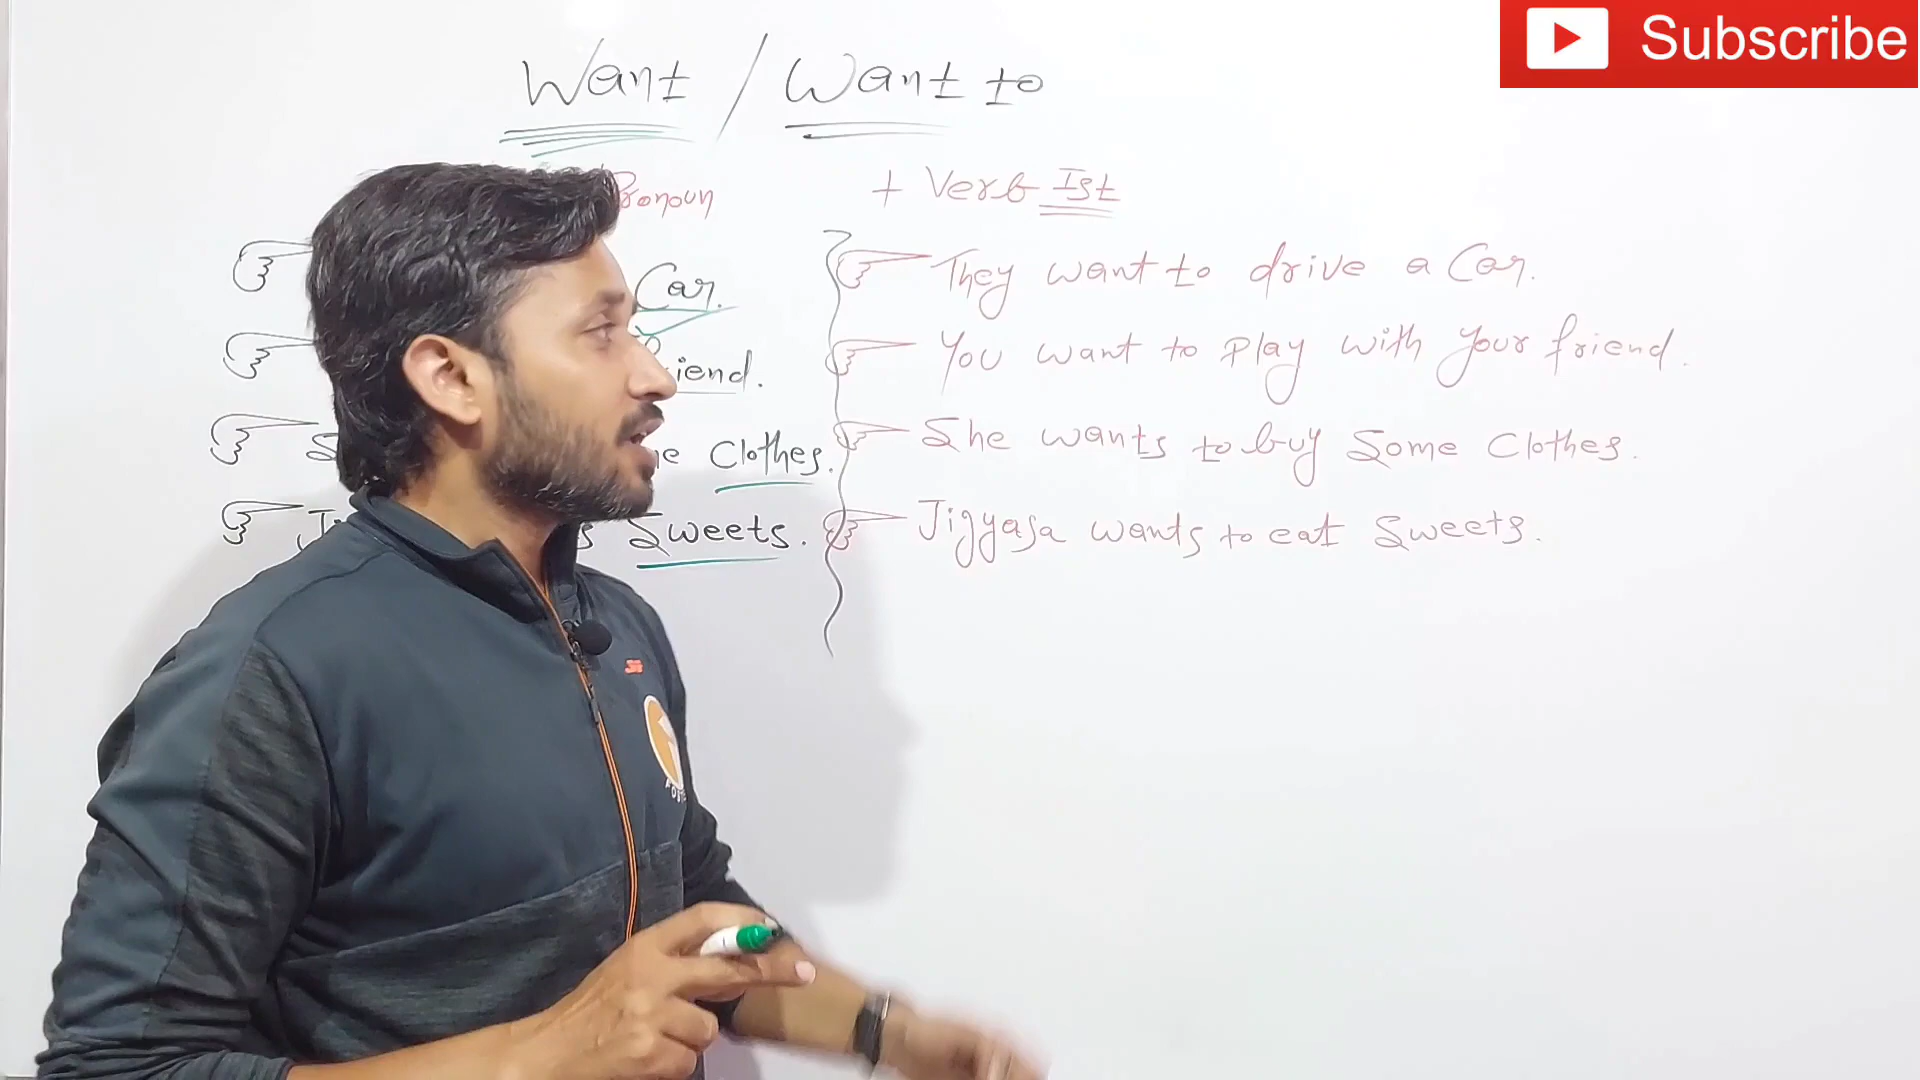 Subscribe
Want / Want to
Pronoun
+ Verb Ist
Car.
iend.
Clothes.
Sweets.
They want to drive a Car.
You want to Play with your friend.
She wants to buy Some Clothes.
Jigyasa wants to eat Sweets.